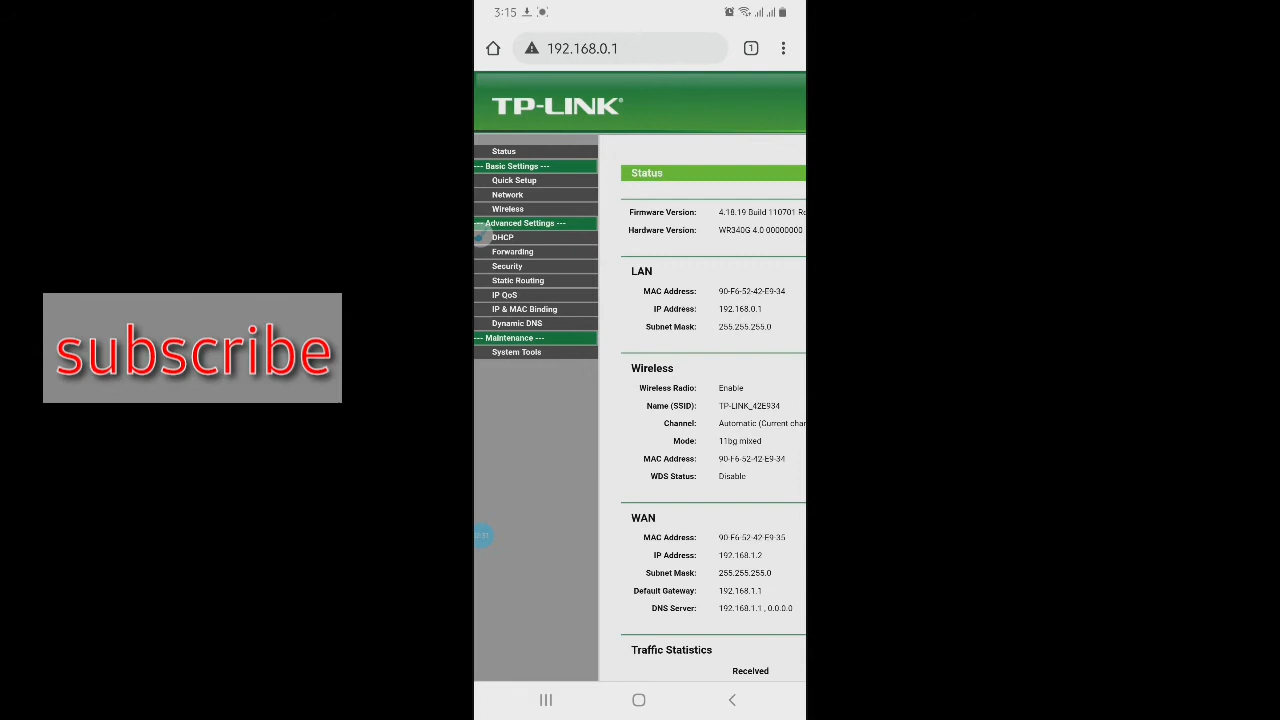 3:15
192.168.0.1
1
TP-LINK®
Status
--- Basic Settings ---
Quick Setup
Network
Wireless
--- Advanced Settings ---
DHCP
Forwarding
Security
Static Routing
IP QoS
IP & MAC Binding
Dynamic DNS
--- Maintenance ---
System Tools
Status
Firmware Version: 4.18.19 Build 110701 Re
Hardware Version: WR340G 4.0 00000000
LAN
MAC Address: 90-F6-52-42-E9-34
IP Address: 192.168.0.1
Subnet Mask: 255.255.255.0
Wireless
Wireless Radio: Enable
Name (SSID): TP-LINK_42E934
Channel: Automatic (Current char
Mode: 11bg mixed
MAC Address: 90-F6-52-42-E9-34
WDS Status: Disable
WAN
MAC Address: 90-F6-52-42-E9-35
IP Address: 192.168.1.2
Subnet Mask: 255.255.255.0
Default Gateway: 192.168.1.1
DNS Server: 192.168.1.1 , 0.0.0.0
Traffic Statistics
Received
subscribe